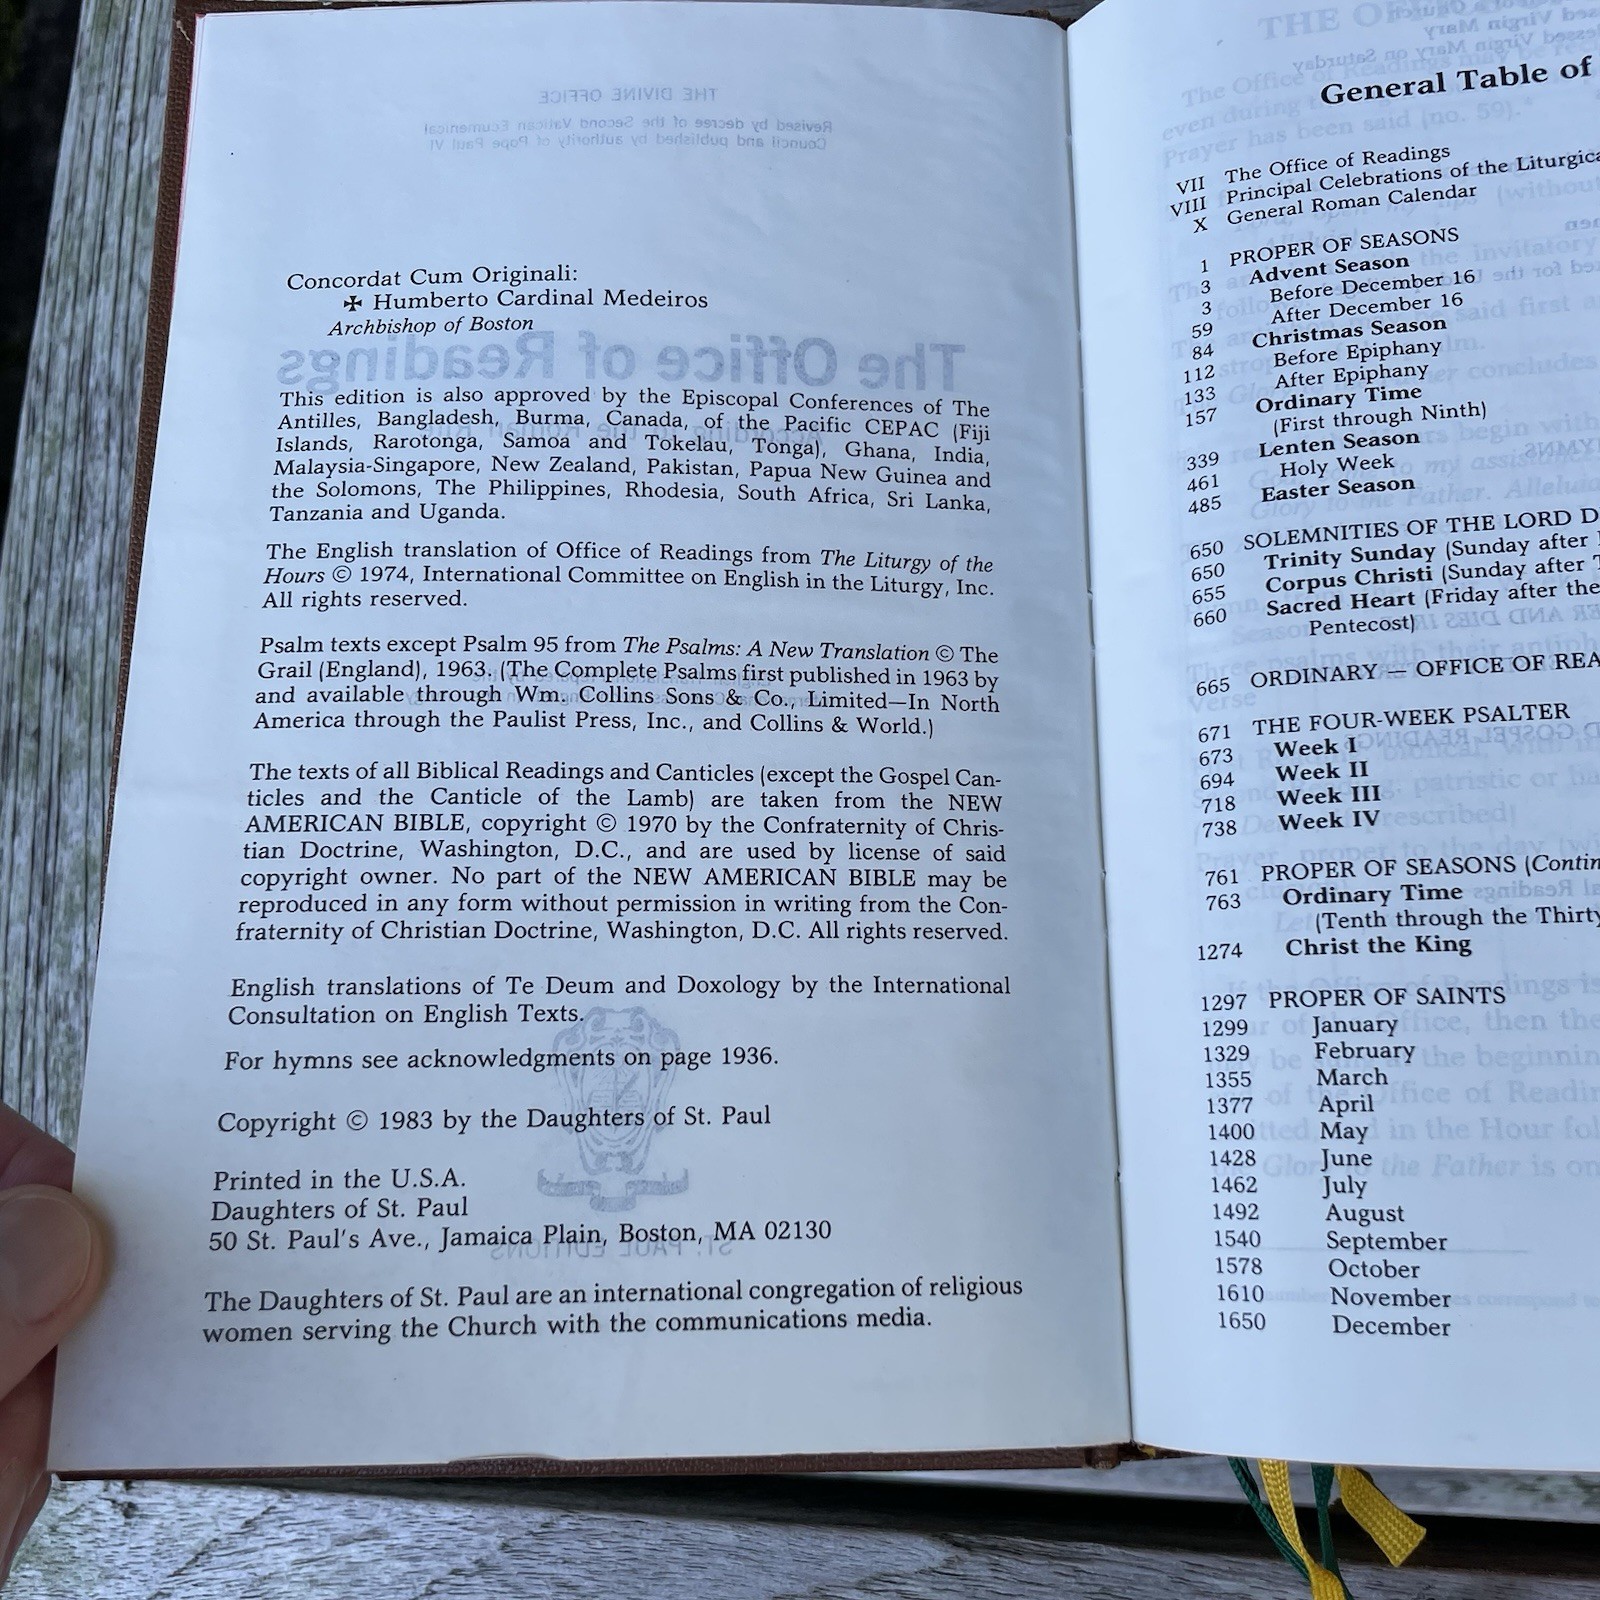 Concordat Cum Originali:
✠ Humberto Cardinal Medeiros
Archbishop of Boston
This edition is also approved by the Episcopal Conferences of The
Antilles, Bangladesh, Burma, Canada, of the Pacific CEPAC (Fiji
Islands, Rarotonga, Samoa and Tokelau, Tonga), Ghana, India,
Malaysia-Singapore, New Zealand, Pakistan, Papua New Guinea and
the Solomons, The Philippines, Rhodesia, South Africa, Sri Lanka,
Tanzania and Uganda.
The English translation of Office of Readings from The Liturgy of the
Hours © 1974, International Committee on English in the Liturgy, Inc.
All rights reserved.
Psalm texts except Psalm 95 from The Psalms: A New Translation © The
Grail (England), 1963. (The Complete Psalms first published in 1963 by
and available through Wm. Collins Sons & Co., Limited—In North
America through the Paulist Press, Inc., and Collins & World.)
The texts of all Biblical Readings and Canticles (except the Gospel Can-
ticles and the Canticle of the Lamb) are taken from the NEW
AMERICAN BIBLE, copyright © 1970 by the Confraternity of Chris-
tian Doctrine, Washington, D.C., and are used by license of said
copyright owner. No part of the NEW AMERICAN BIBLE may be
reproduced in any form without permission in writing from the Con-
fraternity of Christian Doctrine, Washington, D.C. All rights reserved.
English translations of Te Deum and Doxology by the International
Consultation on English Texts.
For hymns see acknowledgments on page 1936.
Copyright © 1983 by the Daughters of St. Paul
Printed in the U.S.A.
Daughters of St. Paul
50 St. Paul's Ave., Jamaica Plain, Boston, MA 02130
The Daughters of St. Paul are an international congregation of religious
women serving the Church with the communications media.
General Table of
VII The Office of Readings
VIII Principal Celebrations of the Liturgica
X General Roman Calendar
1 PROPER OF SEASONS
3 Advent Season
3 Before December 16
59 After December 16
84 Christmas Season
112 Before Epiphany
133 After Epiphany
157 Ordinary Time
(First through Ninth)
339 Lenten Season
461 Holy Week
485 Easter Season
650 SOLEMNITIES OF THE LORD D
650 Trinity Sunday (Sunday after
655 Corpus Christi (Sunday after T
660 Sacred Heart (Friday after the
Pentecost)
665 ORDINARY — OFFICE OF REA
671 THE FOUR-WEEK PSALTER
673 Week I
694 Week II
718 Week III
738 Week IV
761 PROPER OF SEASONS (Contin
763 Ordinary Time
(Tenth through the Thirty
1274 Christ the King
1297 PROPER OF SAINTS
1299 January
1329 February
1355 March
1377 April
1400 May
1428 June
1462 July
1492 August
1540 September
1578 October
1610 November
1650 December